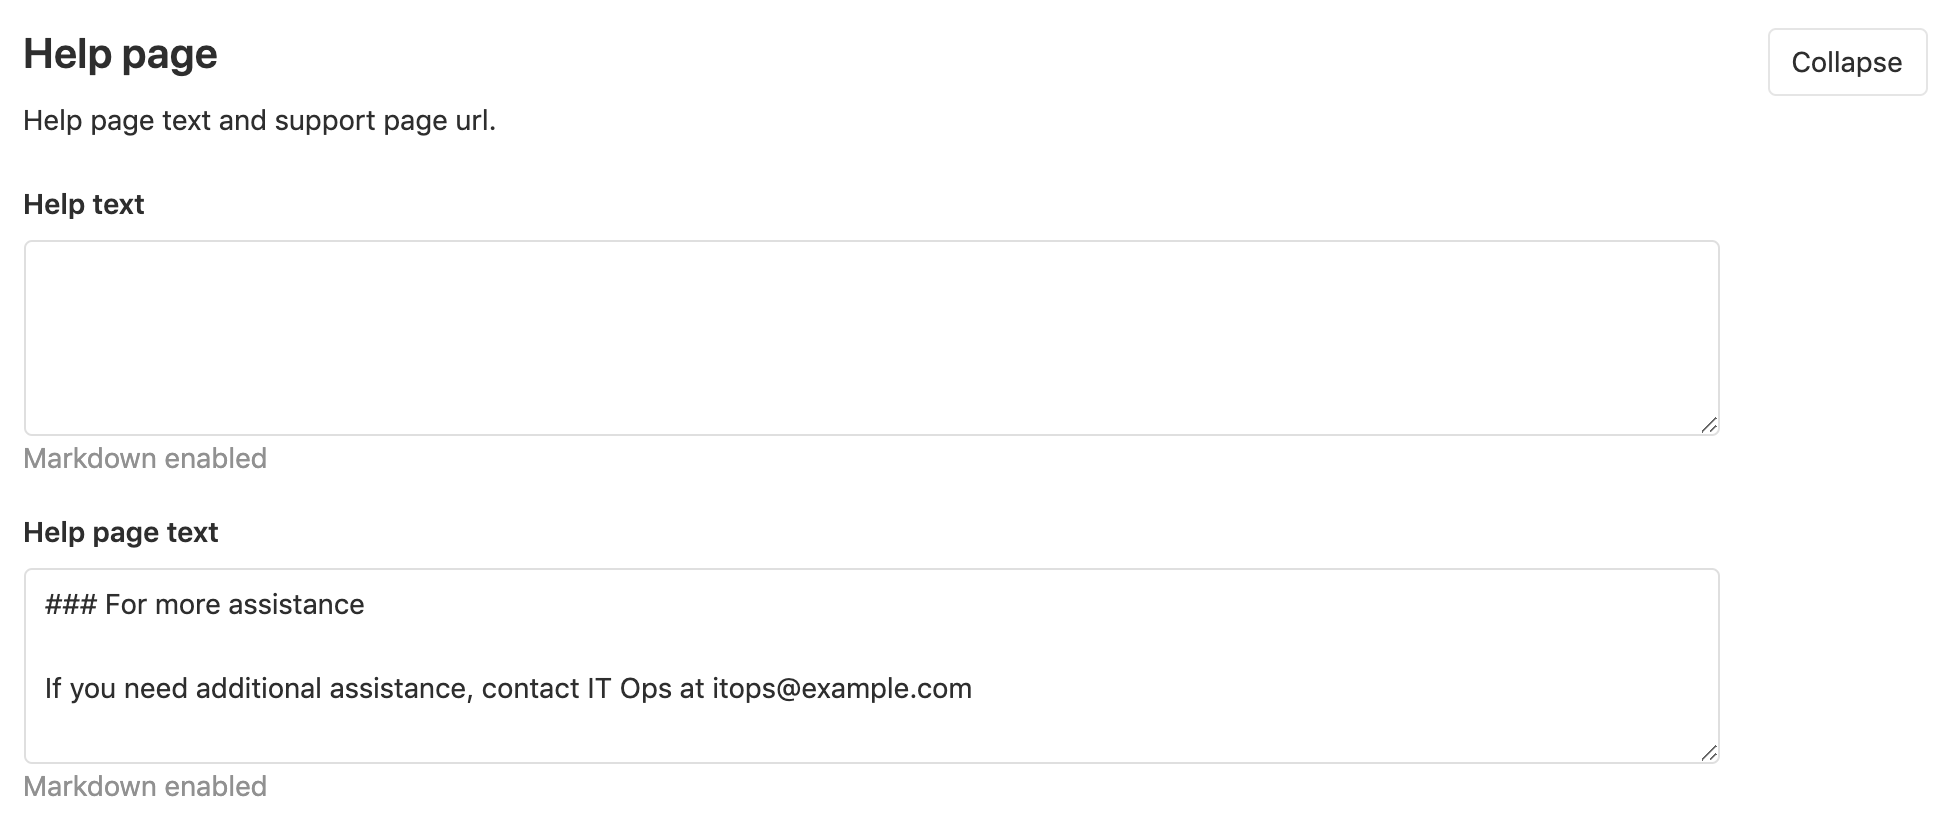 Help page
Collapse
Help page text and support page url.
Help text
Markdown enabled
Help page text
### For more assistance
If you need additional assistance, contact IT Ops at itops@example.com
Markdown enabled